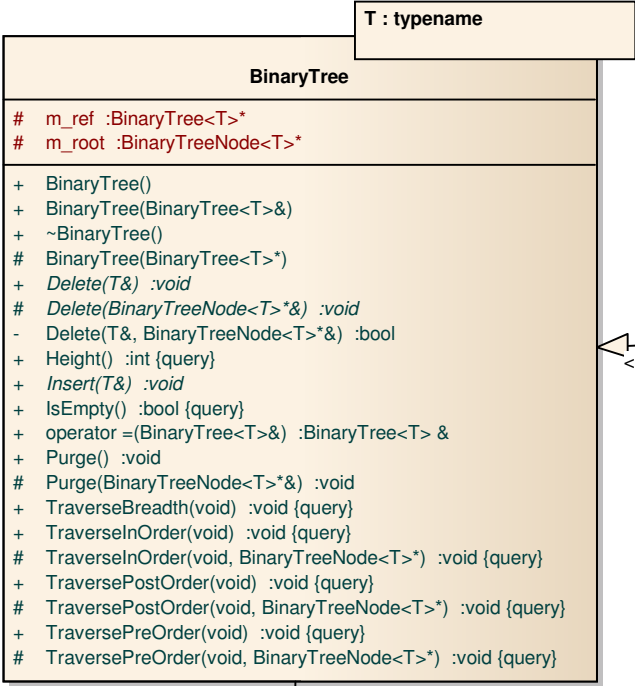 T : typename
BinaryTree
# m_ref :BinaryTree<T>*
# m_root :BinaryTreeNode<T>*
+ BinaryTree()
+ BinaryTree(BinaryTree<T>&)
+ ~BinaryTree()
# BinaryTree(BinaryTree<T>*)
+ Delete(T&) :void
# Delete(BinaryTreeNode<T>*&) :void
- Delete(T&, BinaryTreeNode<T>*&) :bool
+ Height() :int {query}
+ Insert(T&) :void
+ IsEmpty() :bool {query}
+ operator =(BinaryTree<T>&) :BinaryTree<T> &
+ Purge() :void
# Purge(BinaryTreeNode<T>*&) :void
+ TraverseBreadth(void) :void {query}
+ TraverseInOrder(void) :void {query}
# TraverseInOrder(void, BinaryTreeNode<T>*) :void {query}
+ TraversePostOrder(void) :void {query}
# TraversePostOrder(void, BinaryTreeNode<T>*) :void {query}
+ TraversePreOrder(void) :void {query}
# TraversePreOrder(void, BinaryTreeNode<T>*) :void {query}
<